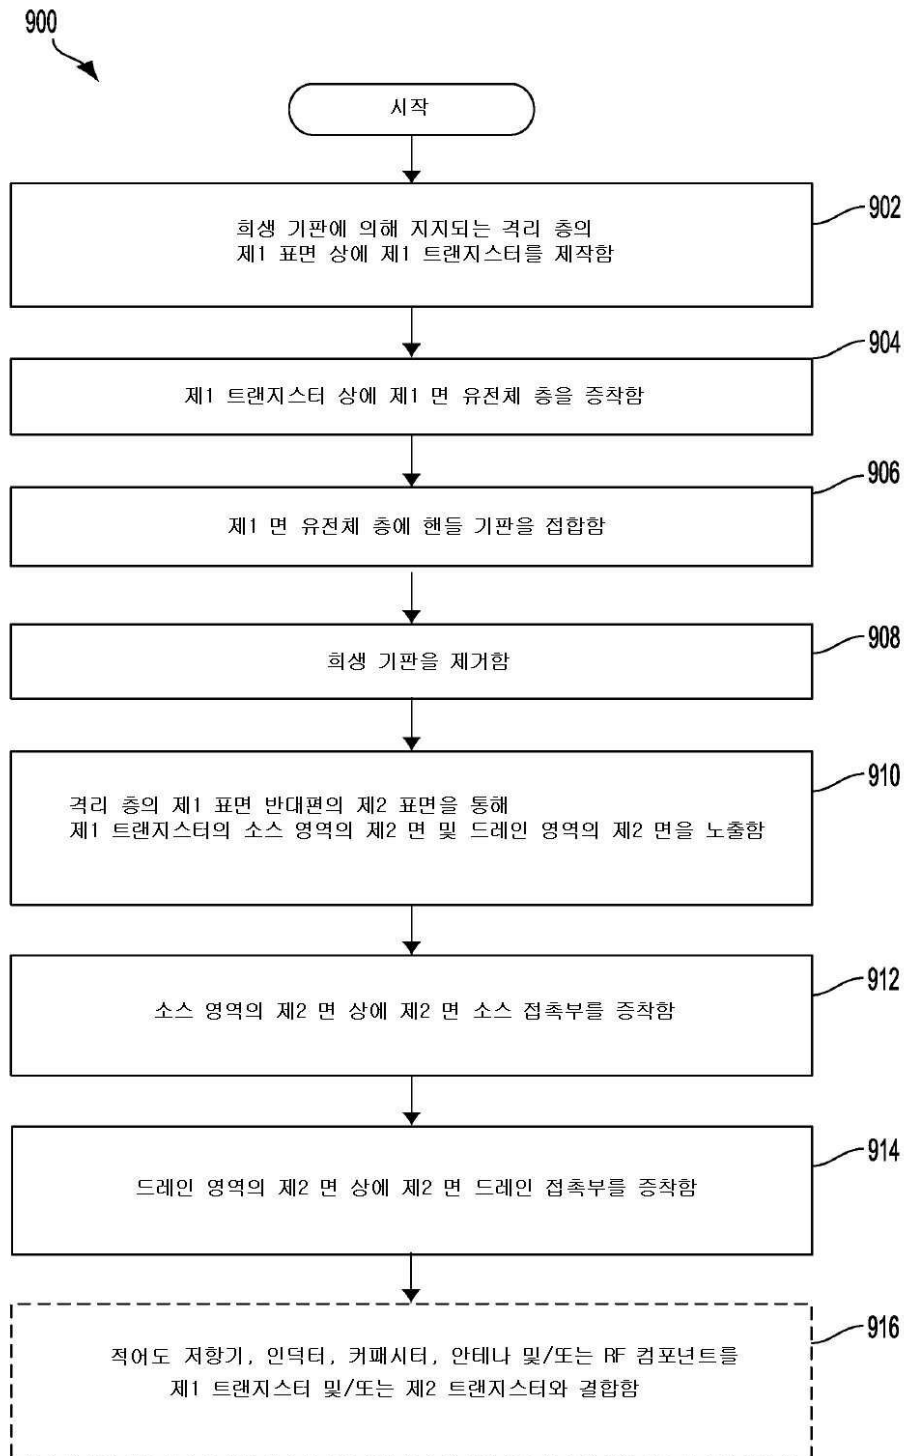 900
시작
902
희생 기판에 의해 지지되는 격리 층의
제1 표면 상에 제1 트랜지스터를 제작함
904
제1 트랜지스터 상에 제1 면 유전체 층을 증착함
906
제1 면 유전체 층에 핸들 기판을 접합함
908
희생 기판을 제거함
910
격리 층의 제1 표면 반대편의 제2 표면을 통해
제1 트랜지스터의 소스 영역의 제2 면 및 드레인 영역의 제2 면을 노출함
912
소스 영역의 제2 면 상에 제2 면 소스 접촉부를 증착함
914
드레인 영역의 제2 면 상에 제2 면 드레인 접촉부를 증착함
916
적어도 저항기, 인덕터, 커패시터, 안테나 및/또는 RF 컴포넌트를
제1 트랜지스터 및/또는 제2 트랜지스터와 결합함